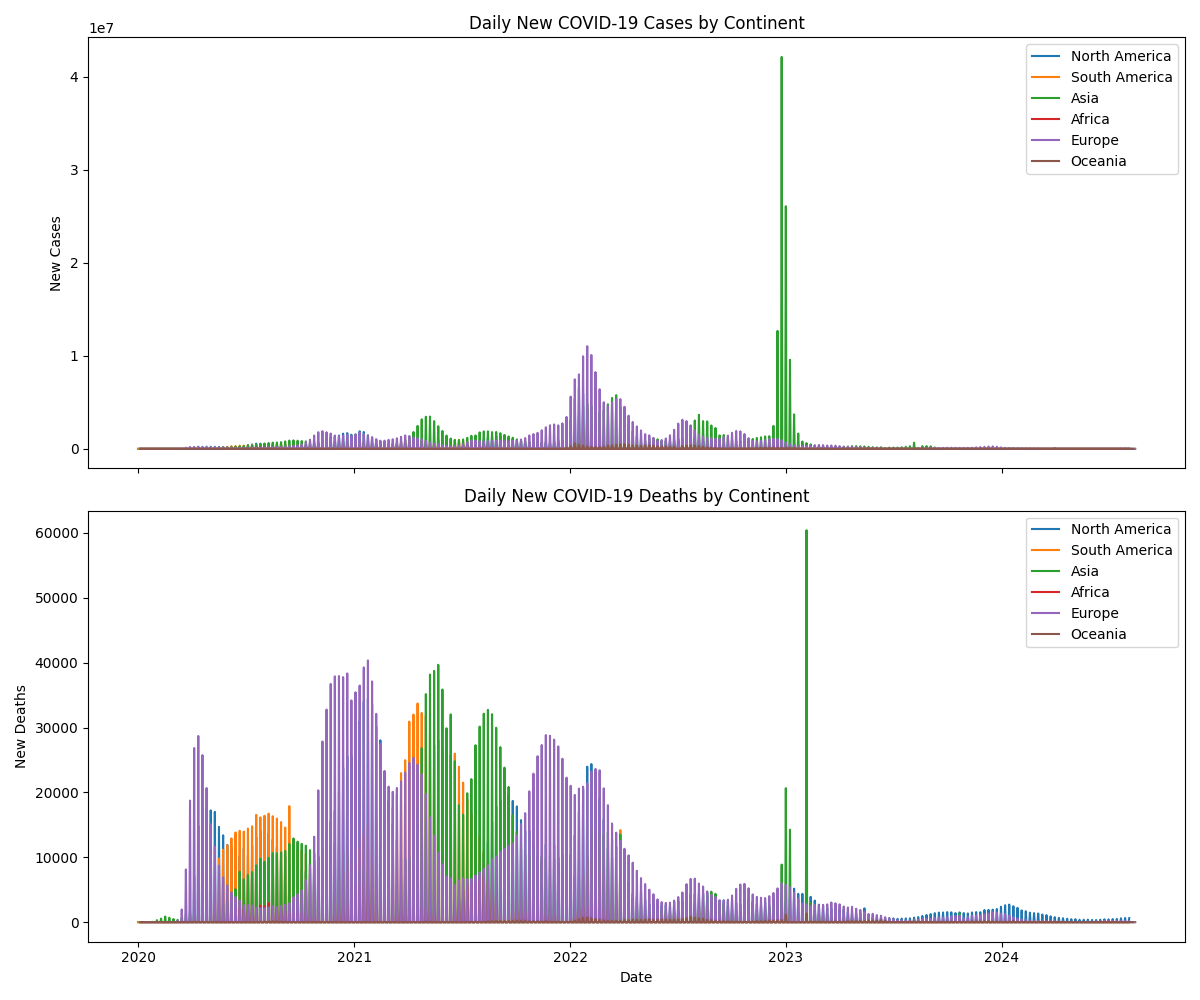 Daily New COVID-19 Cases by Continent
1e7
4
3
2
1
0
New Cases
North America
South America
Asia
Africa
Europe
Oceania
Daily New COVID-19 Deaths by Continent
60000
50000
40000
30000
20000
10000
0
New Deaths
North America
South America
Asia
Africa
Europe
Oceania
2020 2021 2022 2023 2024
Date